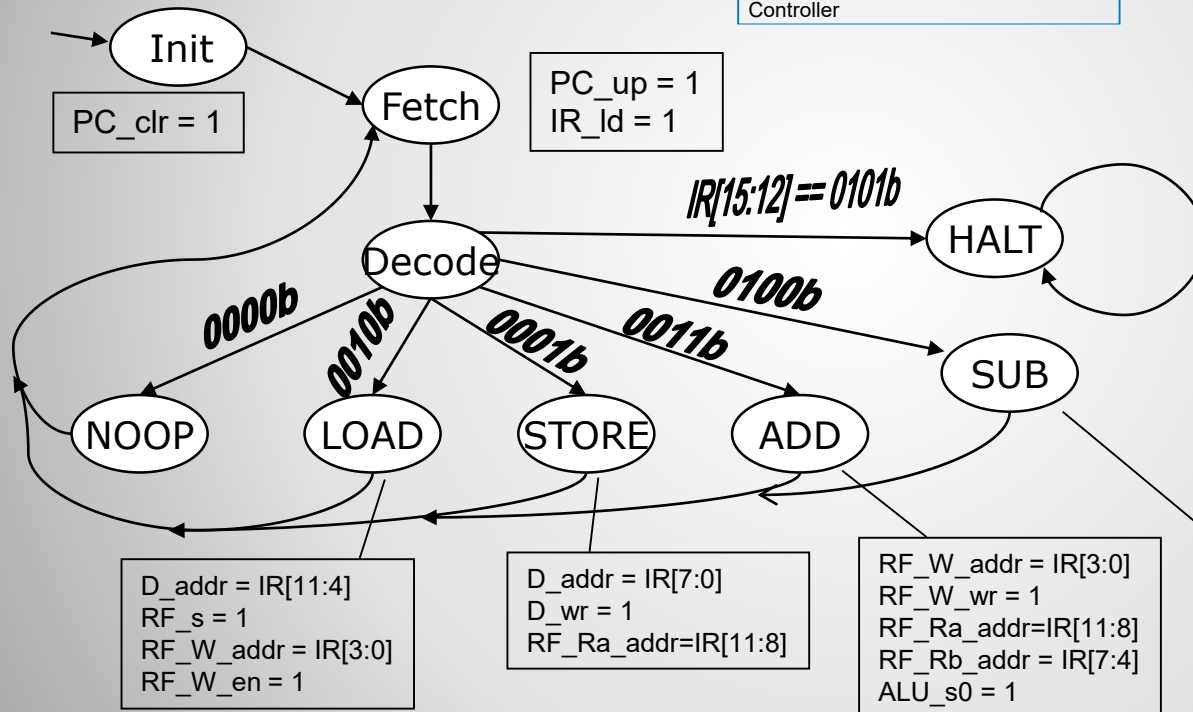 Controller
Init
PC_clr = 1
Fetch
PC_up = 1
IR_ld = 1
IR[15:12] == 0101b
HALT
Decode
0000b
0010b
0001b
0011b
0100b
SUB
NOOP
LOAD
STORE
ADD
D_addr = IR[11:4]
RF_s = 1
RF_W_addr = IR[3:0]
RF_W_en = 1
D_addr = IR[7:0]
D_wr = 1
RF_Ra_addr=IR[11:8]
RF_W_addr = IR[3:0]
RF_W_wr = 1
RF_Ra_addr=IR[11:8]
RF_Rb_addr = IR[7:4]
ALU_s0 = 1